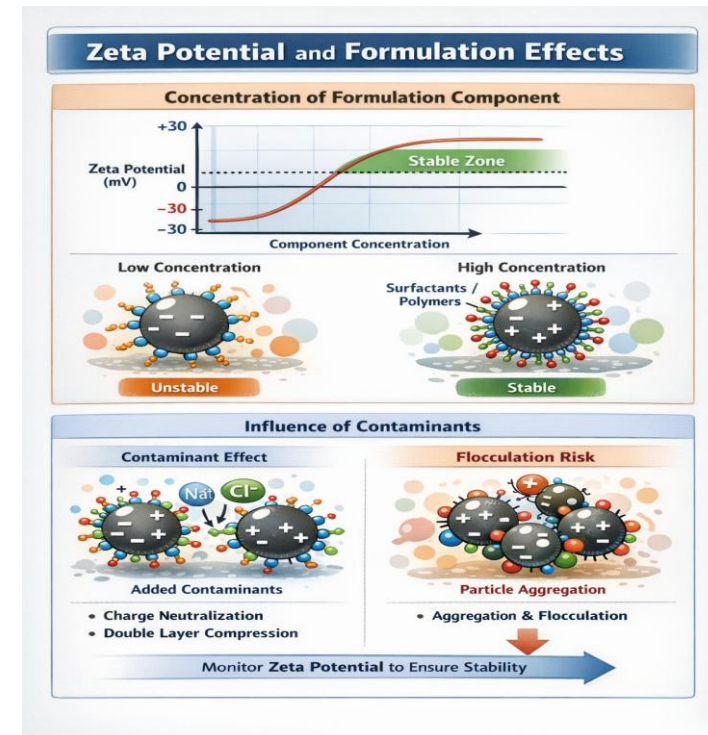 Zeta Potential and Formulation Effects
Concentration of Formulation Component
+30
Zeta Potential
(mV)
0
−30
−30
Stable Zone
Component Concentration
Low Concentration
High Concentration
Surfactants /
Polymers
Unstable
Stable
Influence of Contaminants
Contaminant Effect
Flocculation Risk
Nat
Cl⁻
Added Contaminants
Particle Aggregation
• Charge Neutralization
• Double Layer Compression
• Aggregation & Flocculation
Monitor Zeta Potential to Ensure Stability